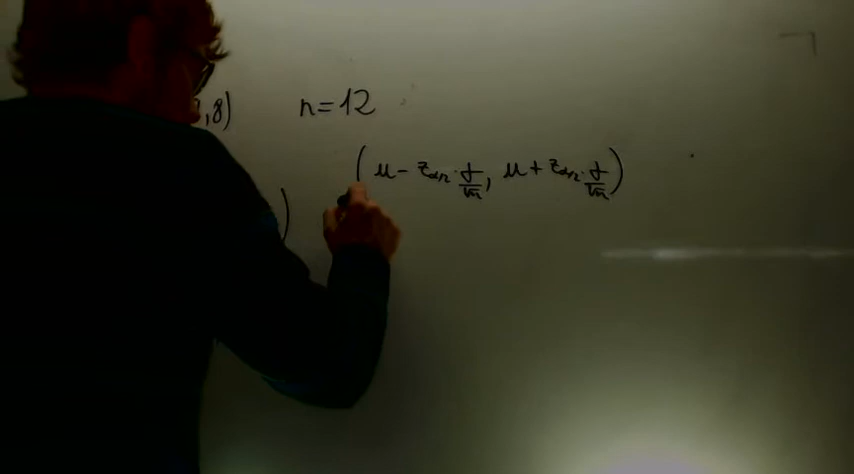 ,8) n=12
(μ - z_{α/2} · σ/√n, μ + z_{α/2} · σ/√n)
)